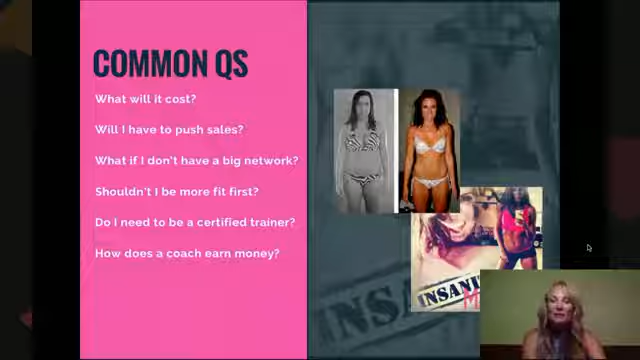 COMMON QS
What will it cost?
Will I have to push sales?
What if I don't have a big network?
Shouldn't I be more fit first?
Do I need to be a certified trainer?
How does a coach earn money?